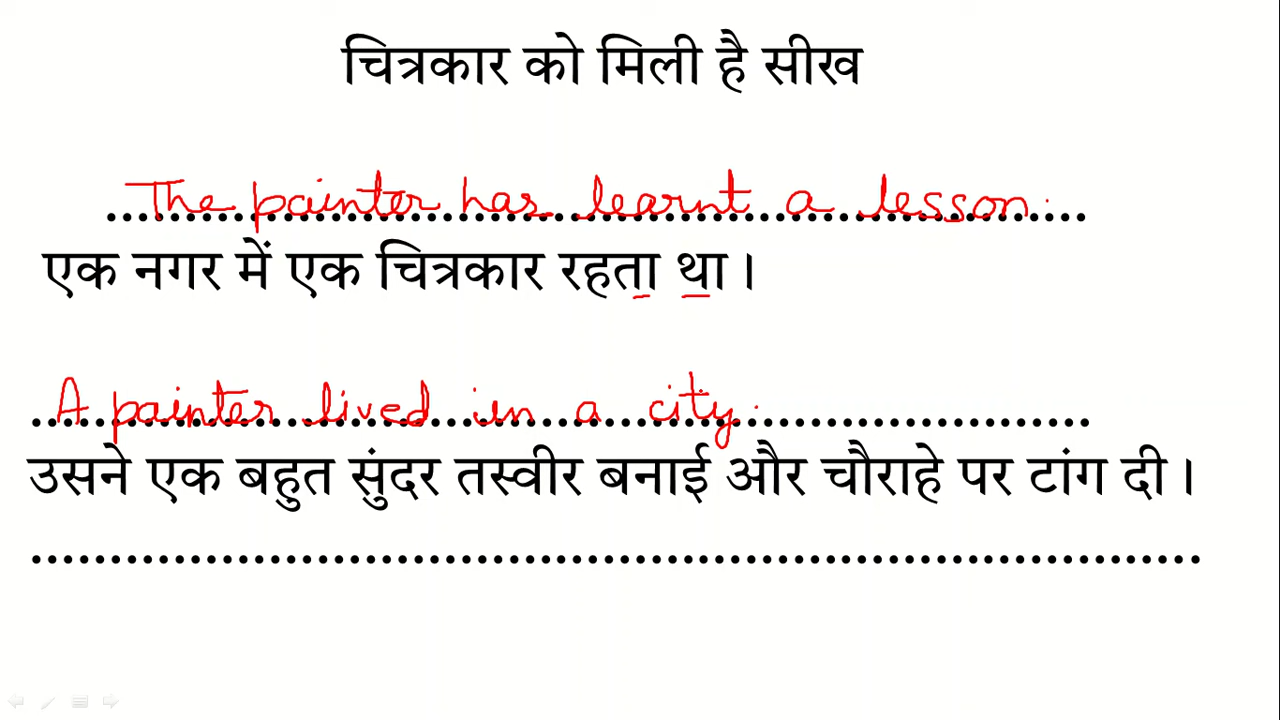 चित्रकार को मिली है सीख
The painter has learnt a lesson.
एक नगर में एक चित्रकार रहता था।
A painter lived in a city.
उसने एक बहुत सुंदर तस्वीर बनाई और चौराहे पर टांग दी।